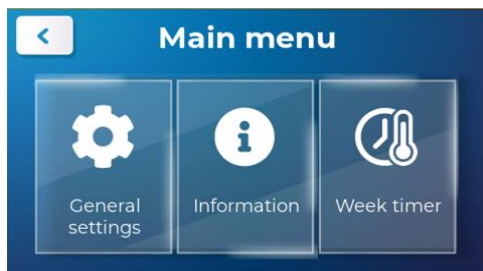 Main menu
General
settings
Information
Week timer